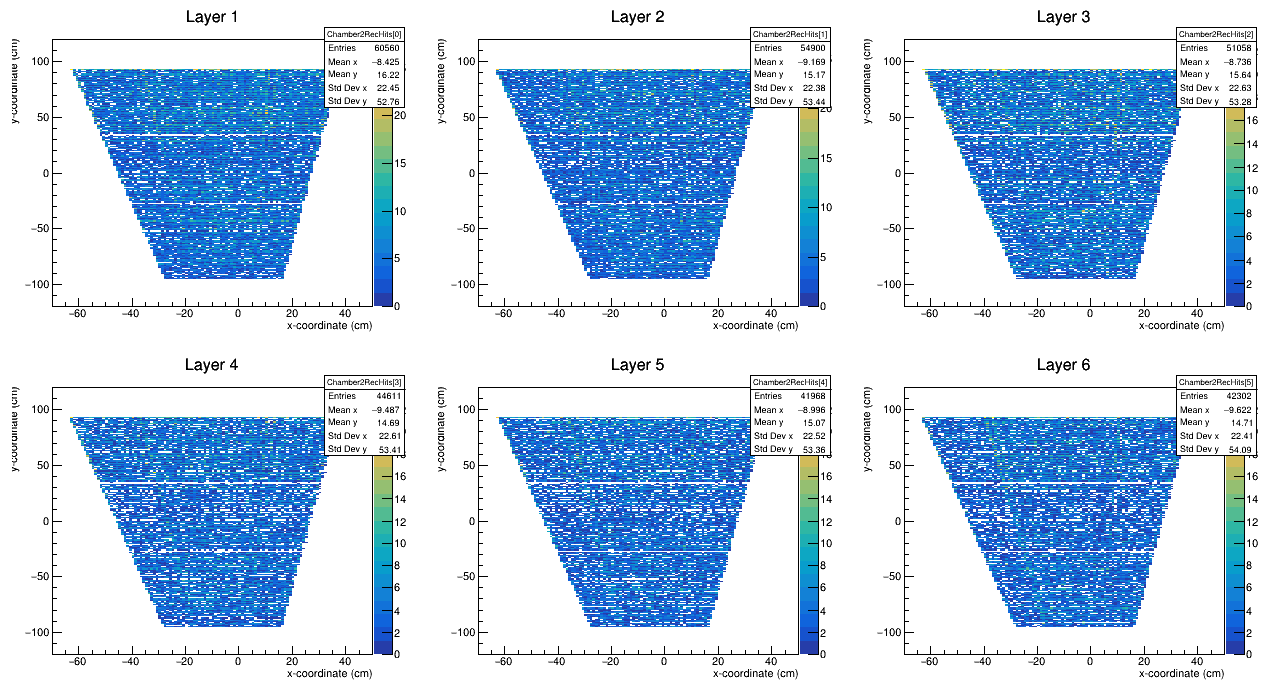 Layer 1
Chamber2RecHits[0]
Entries 60560
Mean x −8.425
Mean y 16.22
Std Dev x 22.45
Std Dev y 52.76
y-coordinate (cm)
100
50
0
−50
−100
−60 −40 −20 0 20 40
x-coordinate (cm)
20
15
10
5
0
Layer 2
Chamber2RecHits[1]
Entries 54900
Mean x −9.169
Mean y 15.17
Std Dev x 22.38
Std Dev y 53.44
y-coordinate (cm)
100
50
0
−50
−100
−60 −40 −20 0 20 40
x-coordinate (cm)
20
15
10
5
0
Layer 3
Chamber2RecHits[2]
Entries 51058
Mean x −8.736
Mean y 15.64
Std Dev x 22.63
Std Dev y 53.28
y-coordinate (cm)
100
50
0
−50
−100
−60 −40 −20 0 20 40
x-coordinate (cm)
16
14
12
10
8
6
4
2
0
Layer 4
Chamber2RecHits[3]
Entries 44611
Mean x −9.487
Mean y 14.69
Std Dev x 22.61
Std Dev y 53.41
y-coordinate (cm)
100
50
0
−50
−100
−60 −40 −20 0 20 40
x-coordinate (cm)
18
16
14
12
10
8
6
4
2
0
Layer 5
Chamber2RecHits[4]
Entries 41968
Mean x −8.996
Mean y 15.07
Std Dev x 22.52
Std Dev y 53.36
y-coordinate (cm)
100
50
0
−50
−100
−60 −40 −20 0 20 40
x-coordinate (cm)
18
16
14
12
10
8
6
4
2
0
Layer 6
Chamber2RecHits[5]
Entries 42302
Mean x −9.622
Mean y 14.71
Std Dev x 22.41
Std Dev y 54.09
y-coordinate (cm)
100
50
0
−50
−100
−60 −40 −20 0 20 40
x-coordinate (cm)
18
16
14
12
10
8
6
4
2
0